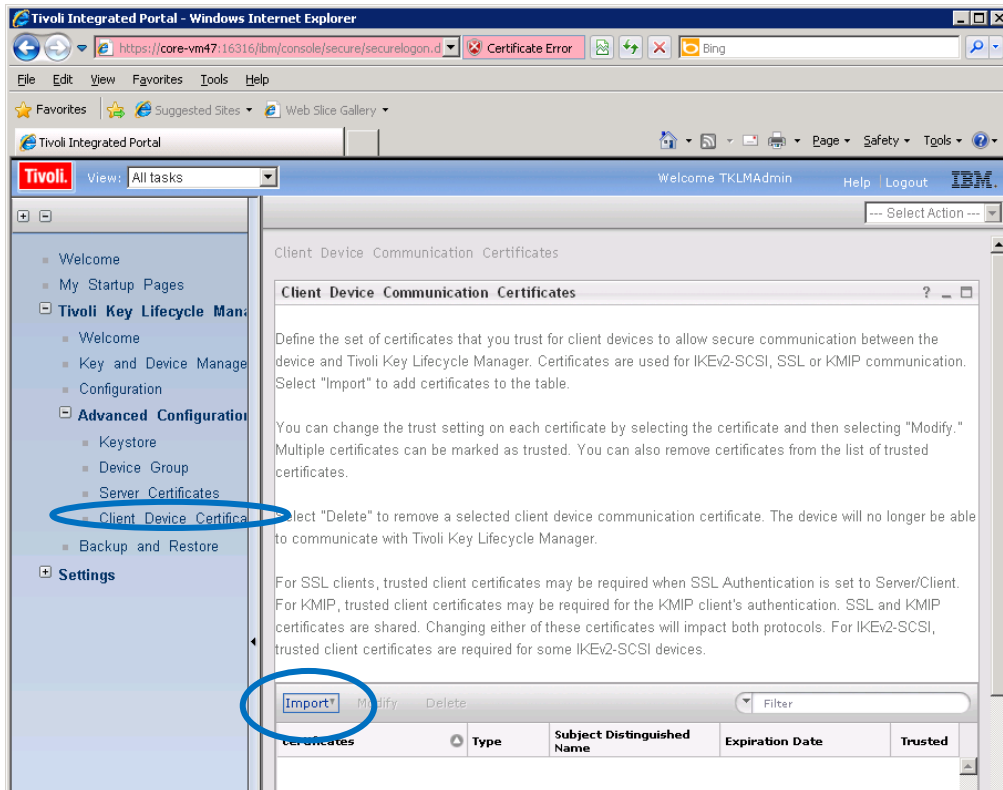 Tivoli Integrated Portal - Windows Internet Explorer
https://core-vm47:16316/ibm/console/secure/securelogon.d Certificate Error Bing
File Edit View Favorites Tools Help
Favorites Suggested Sites Web Slice Gallery
Tivoli Integrated Portal Page Safety Tools
Tivoli. View: All tasks Welcome TKLMAdmin Help Logout IBM.
--- Select Action ---
Welcome
My Startup Pages
Tivoli Key Lifecycle Mana
Welcome
Key and Device Manage
Configuration
Advanced Configuration
Keystore
Device Group
Server Certificates
Client Device Certifica
Backup and Restore
Settings
Client Device Communication Certificates
Client Device Communication Certificates ?
Define the set of certificates that you trust for client devices to allow secure communication between the
device and Tivoli Key Lifecycle Manager. Certificates are used for IKEv2-SCSI, SSL or KMIP communication.
Select "Import" to add certificates to the table.
You can change the trust setting on each certificate by selecting the certificate and then selecting "Modify."
Multiple certificates can be marked as trusted. You can also remove certificates from the list of trusted
certificates.
Select "Delete" to remove a selected client device communication certificate. The device will no longer be able
to communicate with Tivoli Key Lifecycle Manager.
For SSL clients, trusted client certificates may be required when SSL Authentication is set to Server/Client.
For KMIP, trusted client certificates may be required for the KMIP client's authentication. SSL and KMIP
certificates are shared. Changing either of these certificates will impact both protocols. For IKEv2-SCSI,
trusted client certificates are required for some IKEv2-SCSI devices.
Import Modify Delete Filter
Certificates Type Subject Distinguished Name Expiration Date Trusted